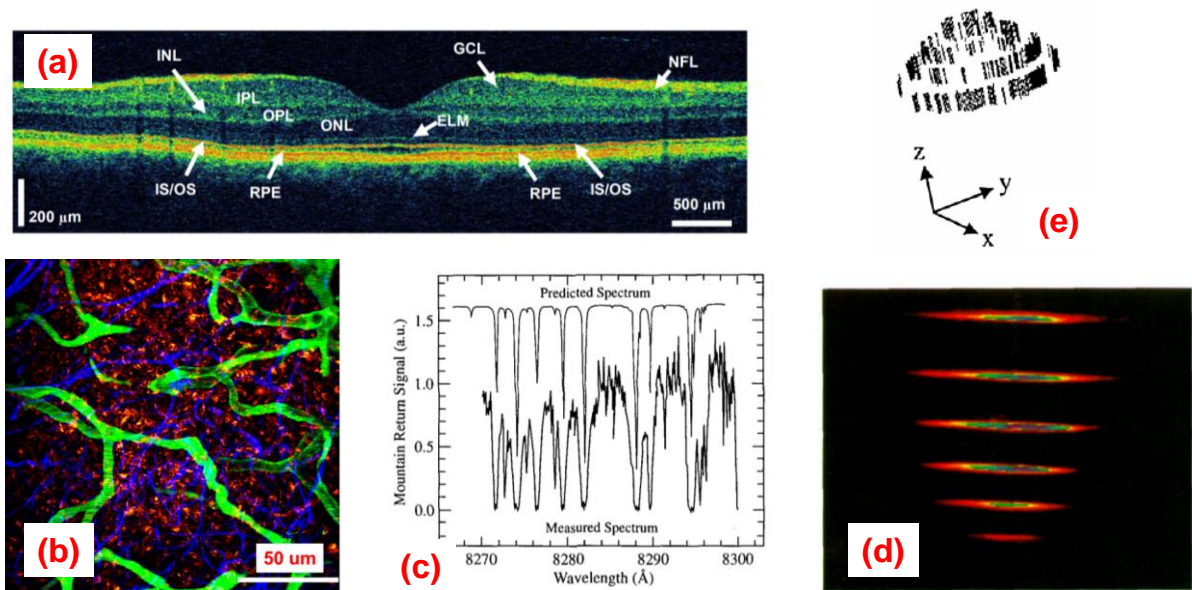 (a)
INL
IPL
OPL
ONL
GCL
NFL
ELM
IS/OS
RPE
RPE
IS/OS
200 μm
500 μm
z
y
x
(e)
(b)
50 um
Predicted Spectrum
1.5
1.0
0.5
0.0
Mountain Return Signal (a.u.)
Measured Spectrum
8270 8280 8290 8300
Wavelength (Å)
(c)
(d)